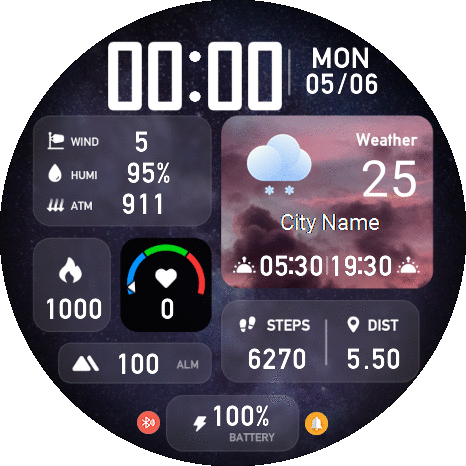 00:00
MON
05/06
WIND 5
HUMI 95%
ATM 911
Weather
25
City Name
05:30 19:30
1000
0
STEPS DIST
6270 5.50
100 ALM
100%
BATTERY